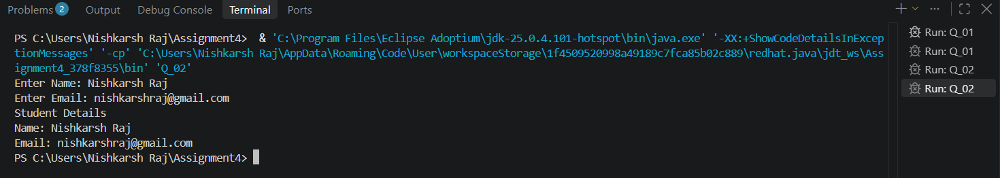 Problems 2 Output Debug Console Terminal Ports
PS C:\Users\Nishkarsh Raj\Assignment4>  & 'C:\Program Files\Eclipse Adoptium\jdk-25.0.4.101-hotspot\bin\java.exe' '-XX:+ShowCodeDetailsInExcep
tionMessages' '-cp' 'C:\Users\Nishkarsh Raj\AppData\Roaming\Code\User\workspaceStorage\1f4509520998a49189c7fca85b02c889\redhat.java\jdt_ws\Ass
ignment4_378f8355\bin' 'Q_02'
Enter Name: Nishkarsh Raj
Enter Email: nishkarshraj@gmail.com
Student Details
Name: Nishkarsh Raj
Email: nishkarshraj@gmail.com
PS C:\Users\Nishkarsh Raj\Assignment4>
Run: Q_01
Run: Q_01
Run: Q_02
Run: Q_02